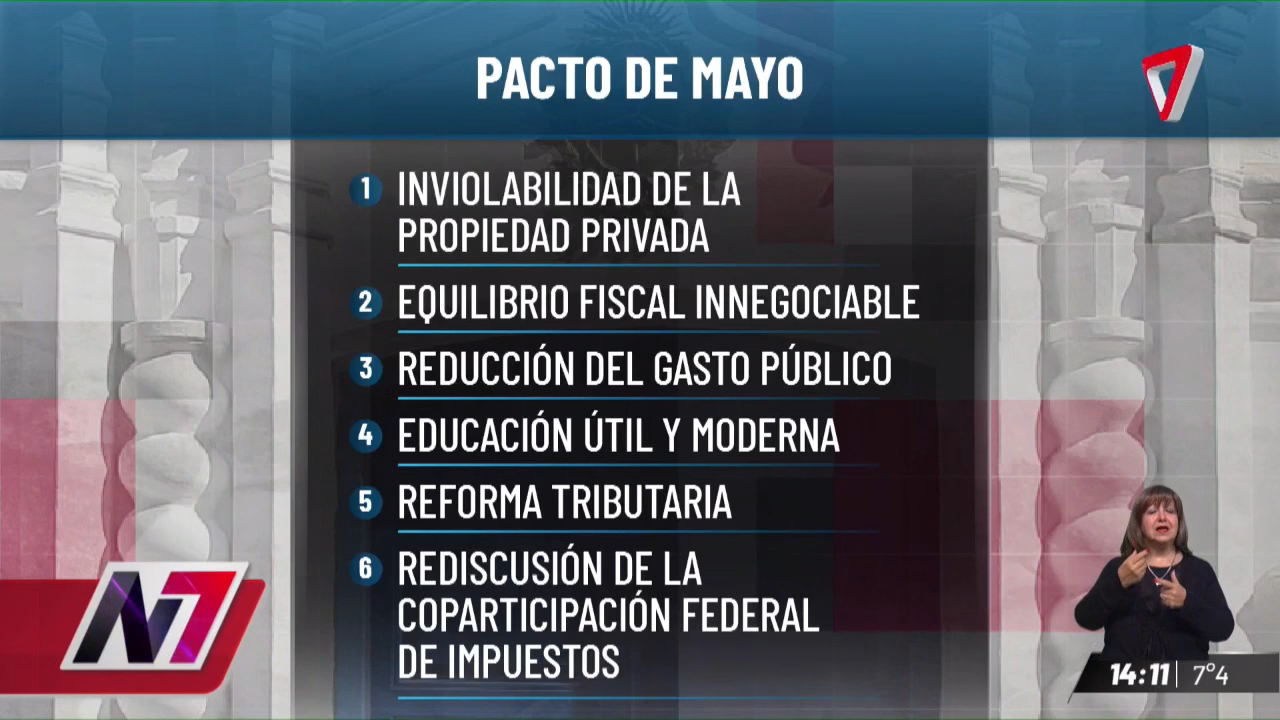 PACTO DE MAYO
1 INVIOLABILIDAD DE LA
PROPIEDAD PRIVADA
2 EQUILIBRIO FISCAL INNEGOCIABLE
3 REDUCCIÓN DEL GASTO PÚBLICO
4 EDUCACIÓN ÚTIL Y MODERNA
5 REFORMA TRIBUTARIA
6 REDISCUSIÓN DE LA
COPARTICIPACIÓN FEDERAL
DE IMPUESTOS
N7
14:11 7°4